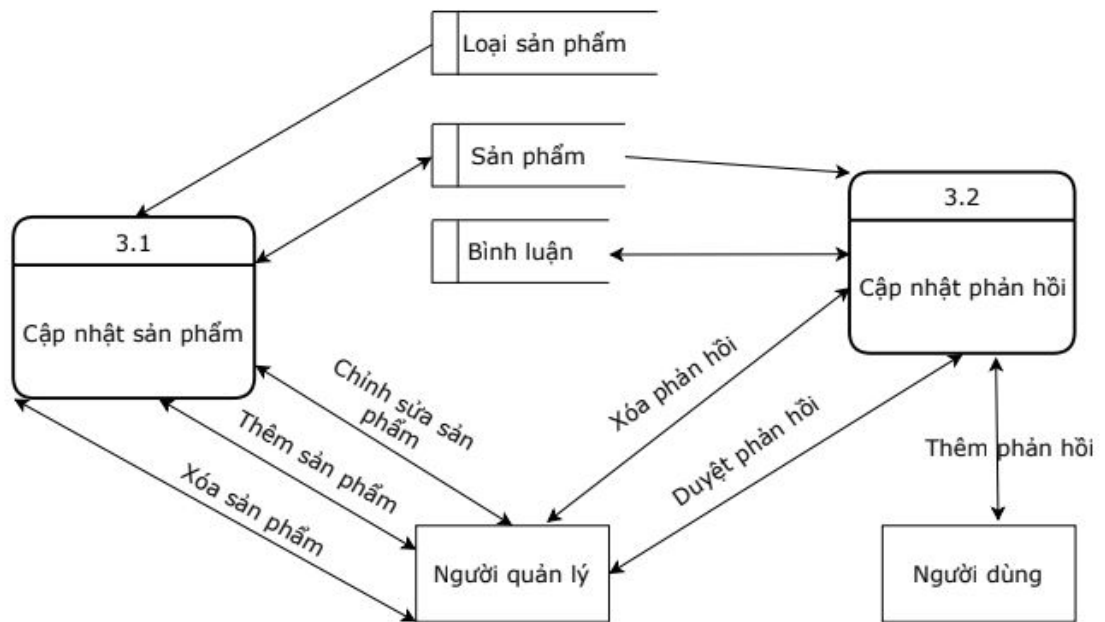 Loại sản phẩm
Sản phẩm
3.2
3.1
Bình luận
Cập nhật phản hồi
Cập nhật sản phẩm
Chỉnh sửa sản
phẩm
Xóa phản hồi
Thêm sản phẩm
Duyệt phản hồi
Thêm phản hồi
Xóa sản phẩm
Người quản lý
Người dùng